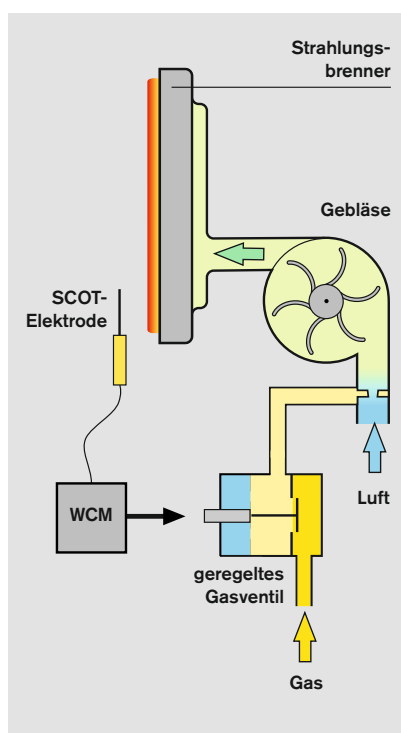 Strahlungs-
brenner
Gebläse
SCOT-
Elektrode
Luft
WCM
geregeltes
Gasventil
Gas